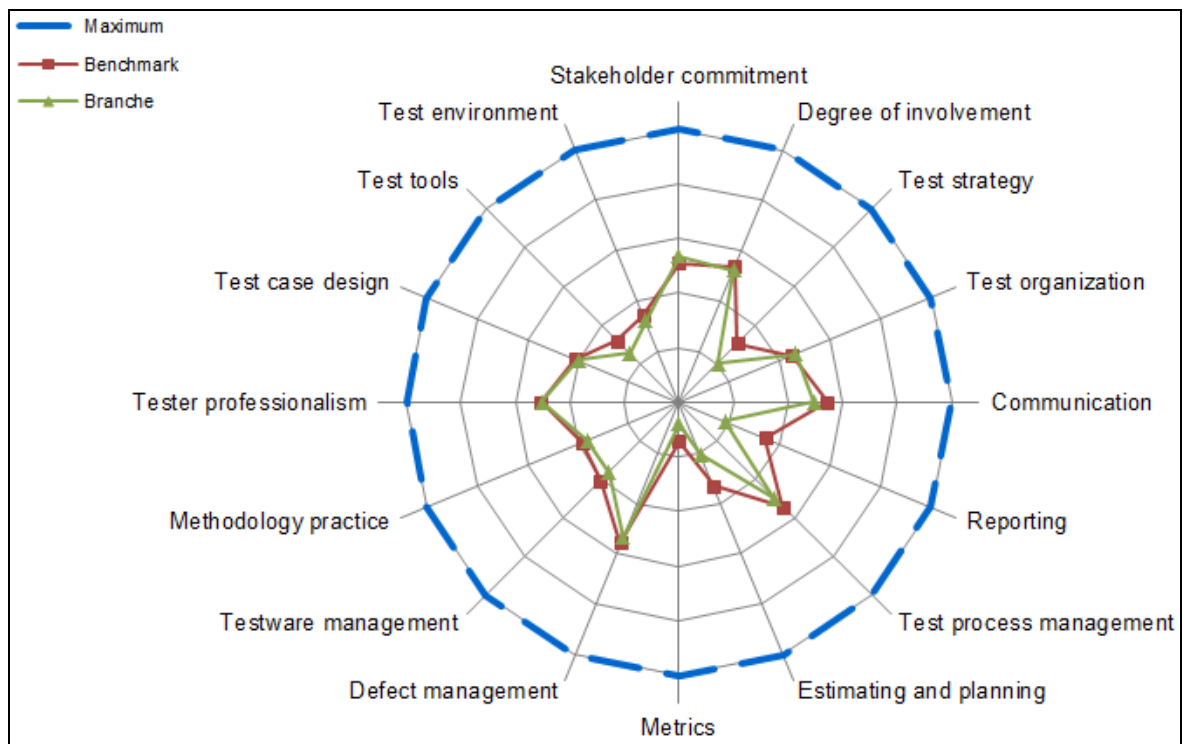 Maximum
Benchmark
Branche
Stakeholder commitment
Degree of involvement
Test strategy
Test organization
Communication
Reporting
Test process management
Estimating and planning
Metrics
Defect management
Testware management
Methodology practice
Tester professionalism
Test case design
Test tools
Test environment